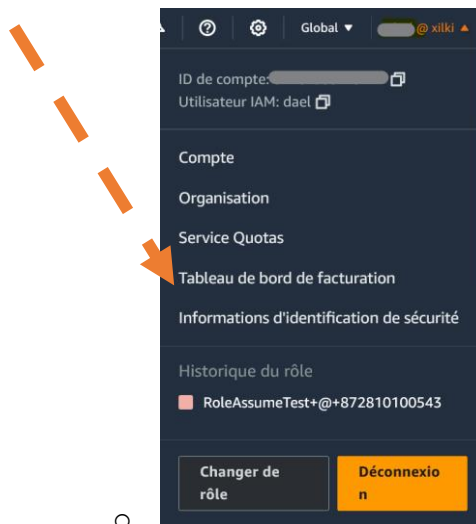 Global ▼ @ xilki ▲
ID de compte:
Utilisateur IAM: dael
Compte
Organisation
Service Quotas
Tableau de bord de facturation
Informations d'identification de sécurité
Historique du rôle
RoleAssumeTest+@+872810100543
Changer de
rôle
Déconnexio
n